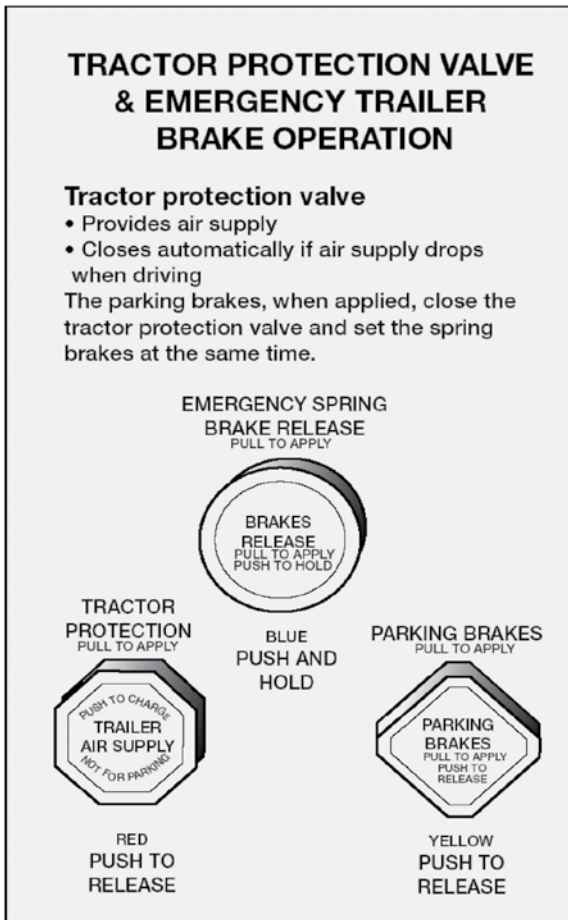 TRACTOR PROTECTION VALVE
& EMERGENCY TRAILER
BRAKE OPERATION
Tractor protection valve
• Provides air supply
• Closes automatically if air supply drops
when driving
The parking brakes, when applied, close the
tractor protection valve and set the spring
brakes at the same time.
EMERGENCY SPRING
BRAKE RELEASE
PULL TO APPLY
BRAKES
RELEASE
PULL TO APPLY
PUSH TO HOLD
BLUE
PUSH AND
HOLD
TRACTOR
PROTECTION
PULL TO APPLY
PUSH TO CHARGE
TRAILER
AIR SUPPLY
NOT FOR PARKING
RED
PUSH TO
RELEASE
PARKING BRAKES
PULL TO APPLY
PARKING
BRAKES
PULL TO APPLY
PUSH TO
RELEASE
YELLOW
PUSH TO
RELEASE